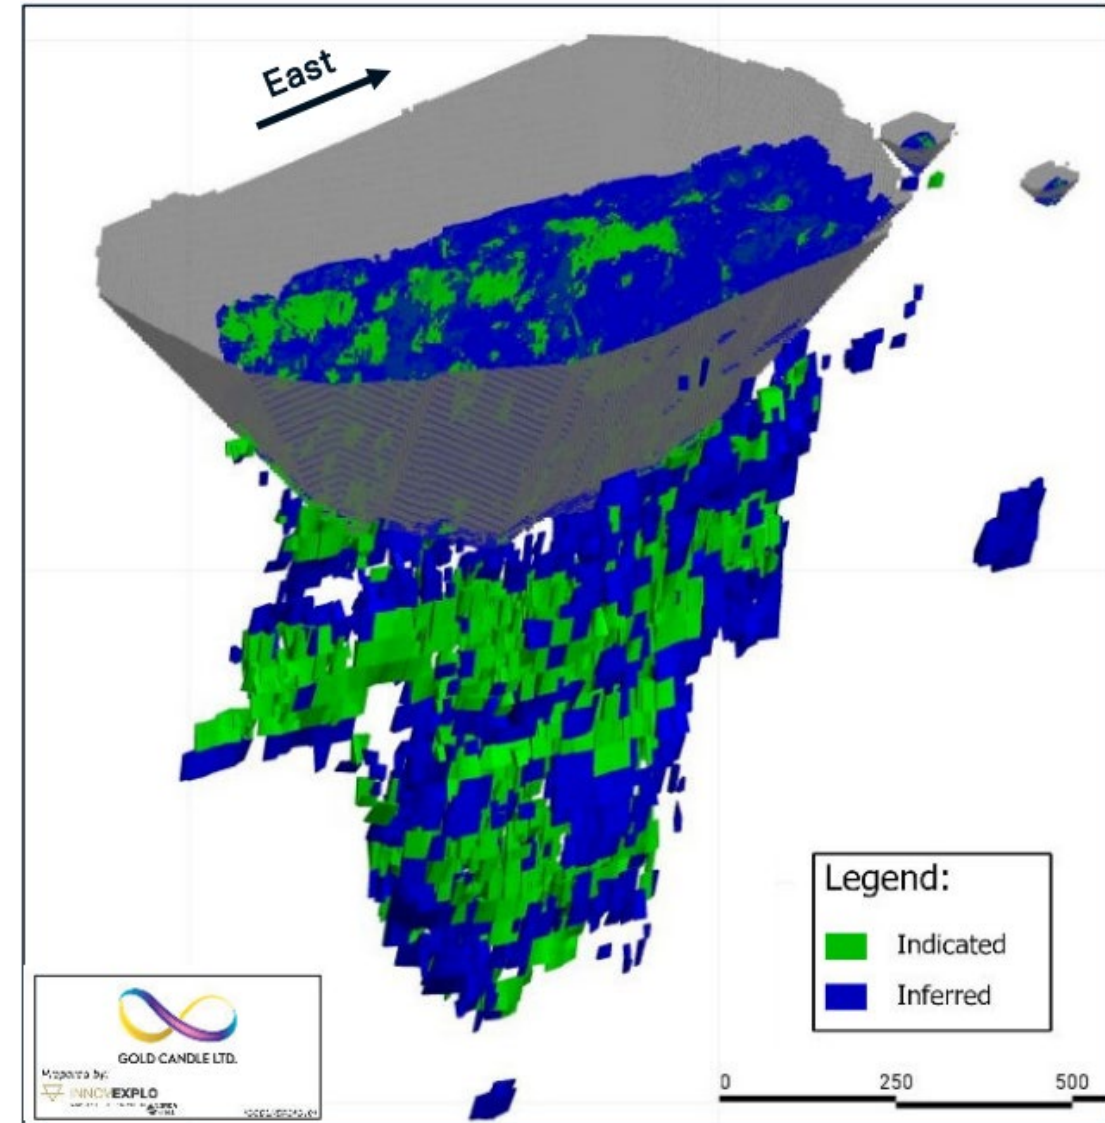 East
Legend:
Indicated
Inferred
GOLD CANDLE LTD.
Prepared by:
INNOVEXPLO
0 250 500